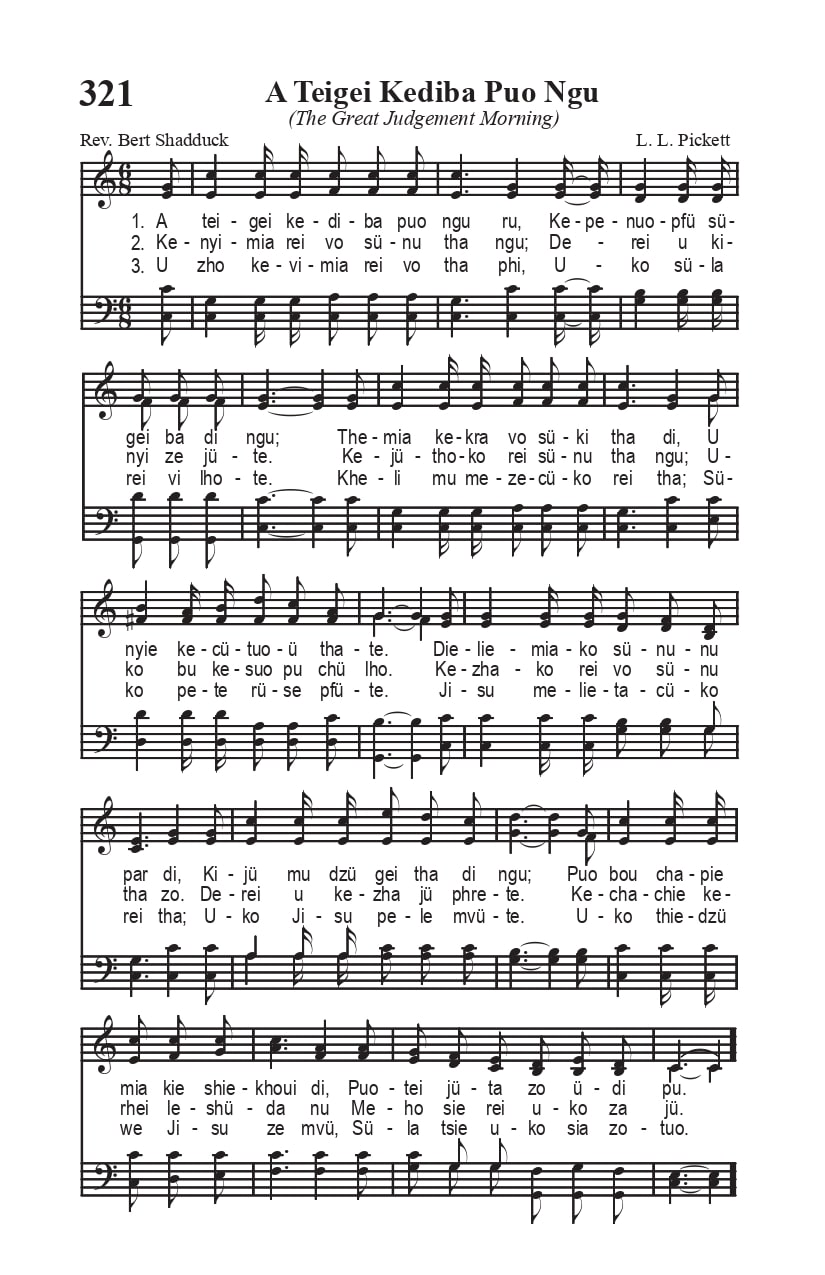 321
A Teigei Kediba Puo Ngu
(The Great Judgement Morning)
Rev. Bert Shadduck L. L. Pickett
1. A tei - gei ke - di - ba puo ngu ru, Ke - pe - nuo - pfü sü -
2. Ke - nyi - mia rei vo sü - nu tha ngu; De - rei u ki -
3. U zho ke - vi - mia rei vo tha phi, U - ko sü - la
gei ba di ngu; The - mia ke - kra vo sü - ki tha di, U
nyi ze jü - te. Ke - jü - tho - ko rei sü - nu tha ngu; U -
rei vi lho - te. Khe - li mu me - ze - cü - ko rei tha; Sü -
nyie ke - cü - tuo - ü tha - te. Die - lie - mia - ko sü - nu - nu
ko bu ke - suo pu chü lho. Ke - zha - ko rei vo sü - nu
ko pe - te rü - se pfü - te. Ji - su me - lie - ta - cü - ko
par di, Ki - jü mu dzü gei tha di ngu; Puo bou cha - pie
tha zo. De - rei u ke - zha jü phre - te. Ke - cha - chie ke -
rei tha; U - ko Ji - su pe - le mvü - te. U - ko thie - dzü
mia kie shie - khoui di, Puo - tei jü - ta zo ü - di pu.
rhei le - shü - da nu Me - ho sie rei u - ko za jü.
we Ji - su ze mvü, Sü - la tsie u - ko sia zo - tuo.